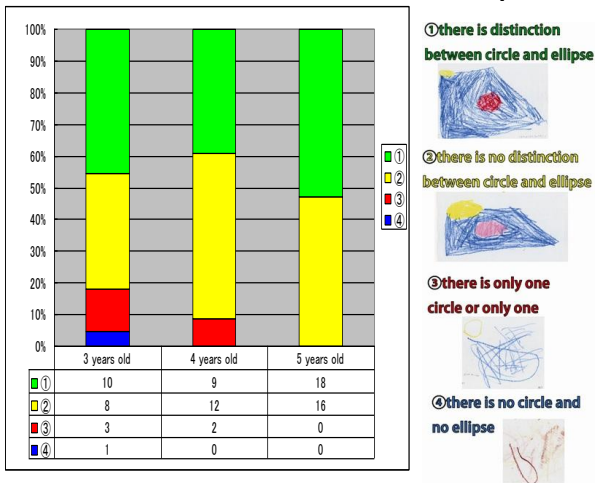 100%
90%
80%
70%
60%
50%
40%
30%
20%
10%
0%
3 years old 4 years old 5 years old
① 10 9 18
② 8 12 16
③ 3 2 0
④ 1 0 0
①
②
③
④
①there is distinction
between circle and ellipse
②there is no distinction
between circle and ellipse
③there is only one
circle or only one
④there is no circle and
no ellipse